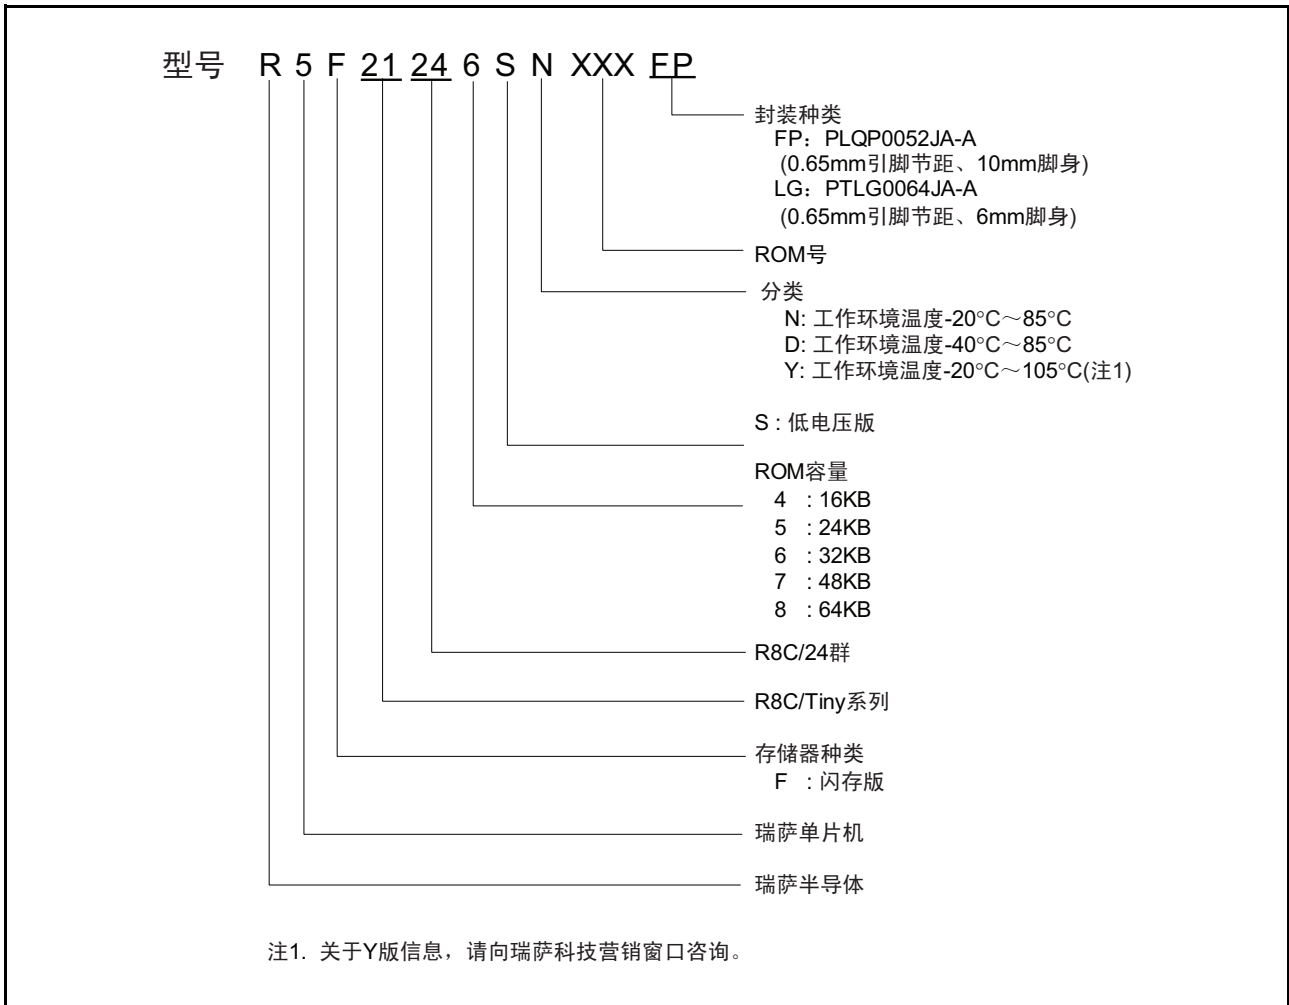 型号 R 5 F 21 24 6 S N XXX FP
封装种类
FP：PLQP0052JA-A
(0.65mm引脚节距、10mm脚身)
LG：PTLG0064JA-A
(0.65mm引脚节距、6mm脚身)
ROM号
分类
N: 工作环境温度-20°C～85°C
D: 工作环境温度-40°C～85°C
Y: 工作环境温度-20°C～105°C(注1)
S : 低电压版
ROM容量
4 : 16KB
5 : 24KB
6 : 32KB
7 : 48KB
8 : 64KB
R8C/24群
R8C/Tiny系列
存储器种类
F : 闪存版
瑞萨单片机
瑞萨半导体
注1. 关于Y版信息，请向瑞萨科技营销窗口咨询。